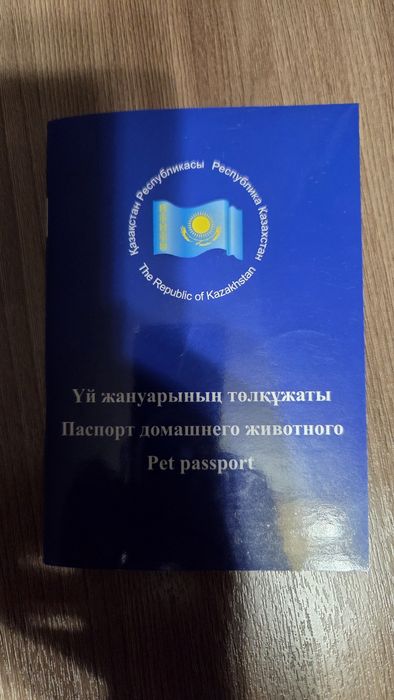 Қазақстан Республикасы Республика Казахстан
The Republic of Kazakhstan
Үй жануарының төлқұжаты
Паспорт домашнего животного
Pet passport